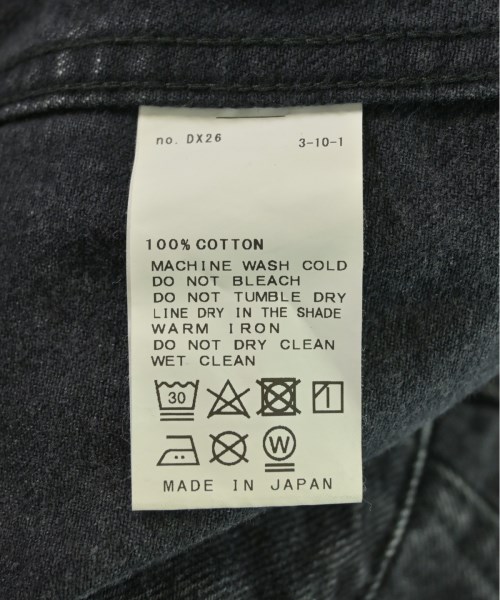 no. DX26 3-10-1
100% COTTON
MACHINE WASH COLD
DO NOT BLEACH
DO NOT TUMBLE DRY
LINE DRY IN THE SHADE
WARM IRON
DO NOT DRY CLEAN
WET CLEAN
30
W
MADE IN JAPAN